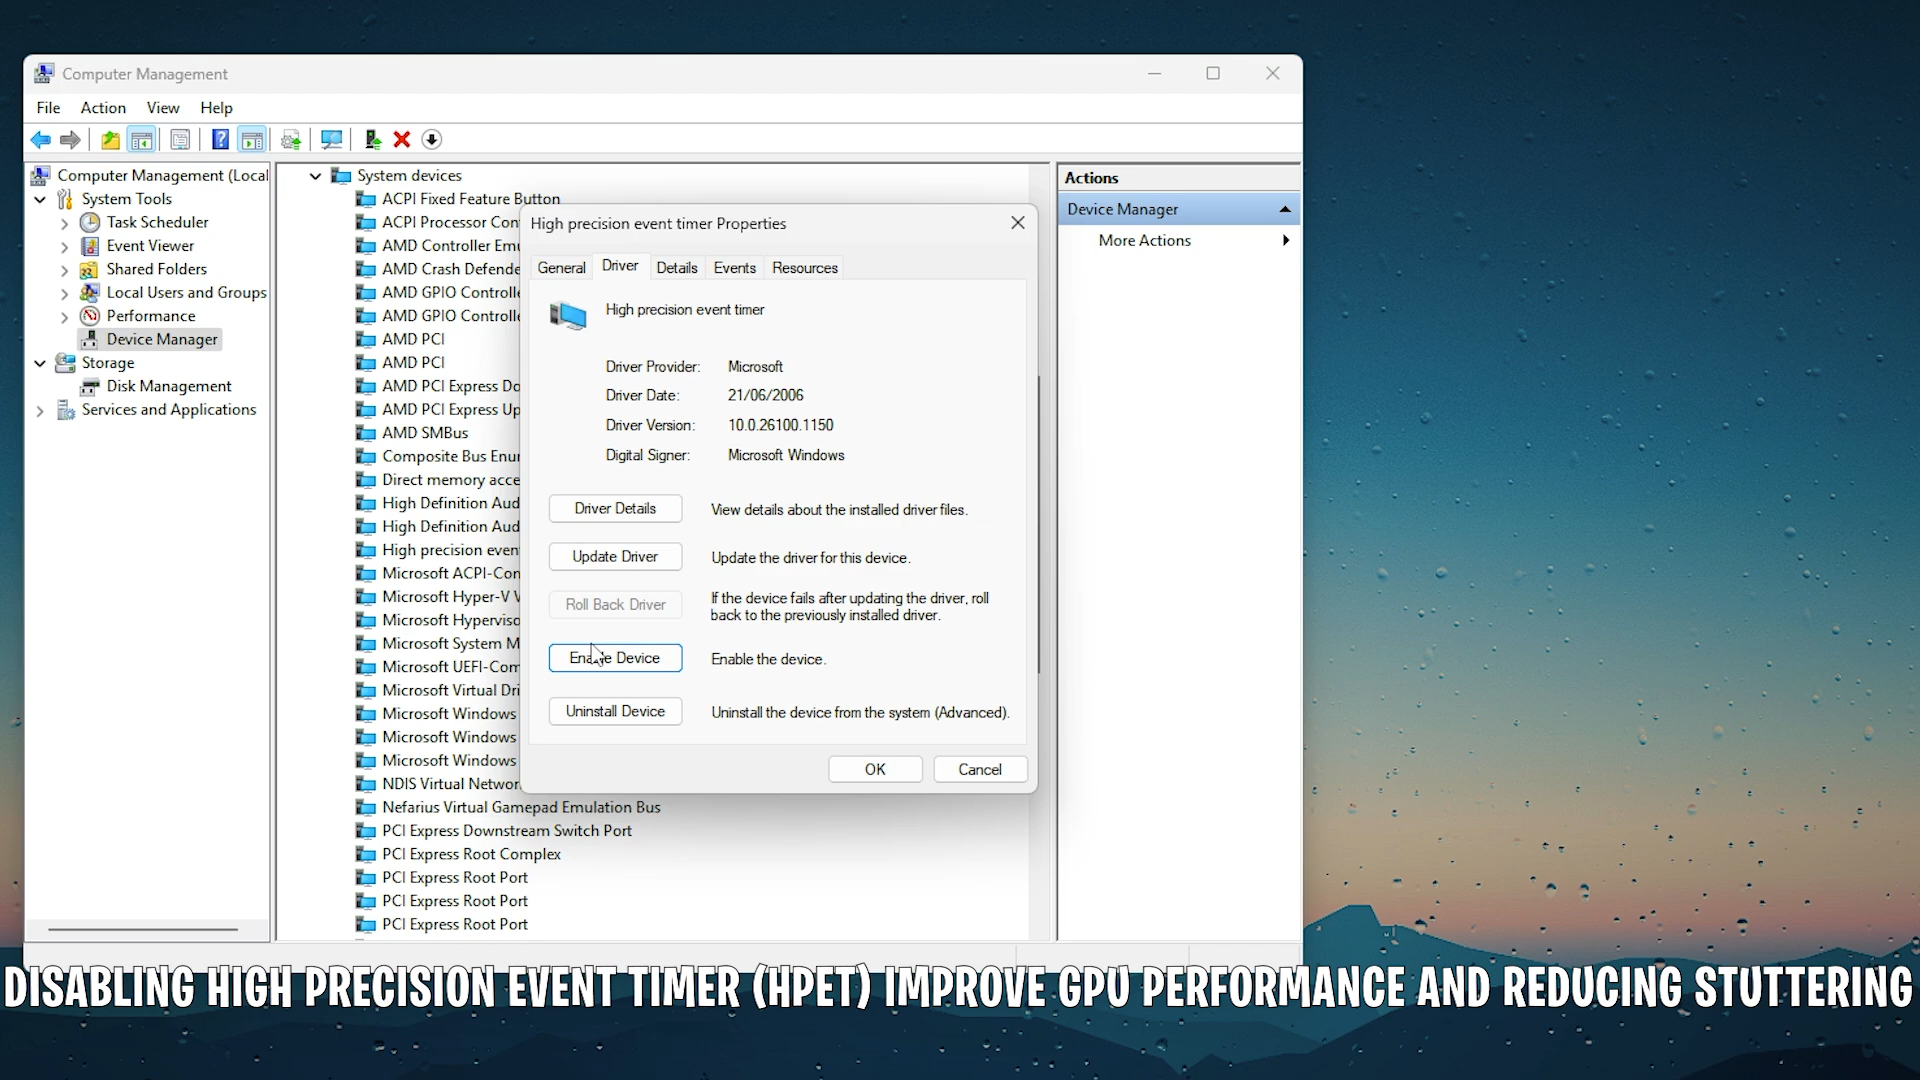 Computer Management
File Action View Help
Computer Management (Local
System Tools
Task Scheduler
Event Viewer
Shared Folders
Local Users and Groups
Performance
Device Manager
Storage
Disk Management
Services and Applications
System devices
ACPI Fixed Feature Button
ACPI Processor Con
AMD Controller Emu
AMD Crash Defende
AMD GPIO Controlle
AMD GPIO Controlle
AMD PCI
AMD PCI
AMD PCI Express Do
AMD PCI Express Up
AMD SMBus
Composite Bus Enur
Direct memory acce
High Definition Aud
High Definition Aud
High precision even
Microsoft ACPI-Con
Microsoft Hyper-V V
Microsoft Hyperviso
Microsoft System M
Microsoft UEFI-Com
Microsoft Virtual Dri
Microsoft Windows
Microsoft Windows
Microsoft Windows
NDIS Virtual Networ
Nefarius Virtual Gamepad Emulation Bus
PCI Express Downstream Switch Port
PCI Express Root Complex
PCI Express Root Port
PCI Express Root Port
PCI Express Root Port
High precision event timer Properties
General Driver Details Events Resources
High precision event timer
Driver Provider: Microsoft
Driver Date: 21/06/2006
Driver Version: 10.0.26100.1150
Digital Signer: Microsoft Windows
Driver Details View details about the installed driver files.
Update Driver Update the driver for this device.
Roll Back Driver If the device fails after updating the driver, roll
back to the previously installed driver.
Enable Device Enable the device.
Uninstall Device Uninstall the device from the system (Advanced).
OK Cancel
Actions
Device Manager
More Actions
DISABLING HIGH PRECISION EVENT TIMER (HPET) IMPROVE GPU PERFORMANCE AND REDUCING STUTTERING